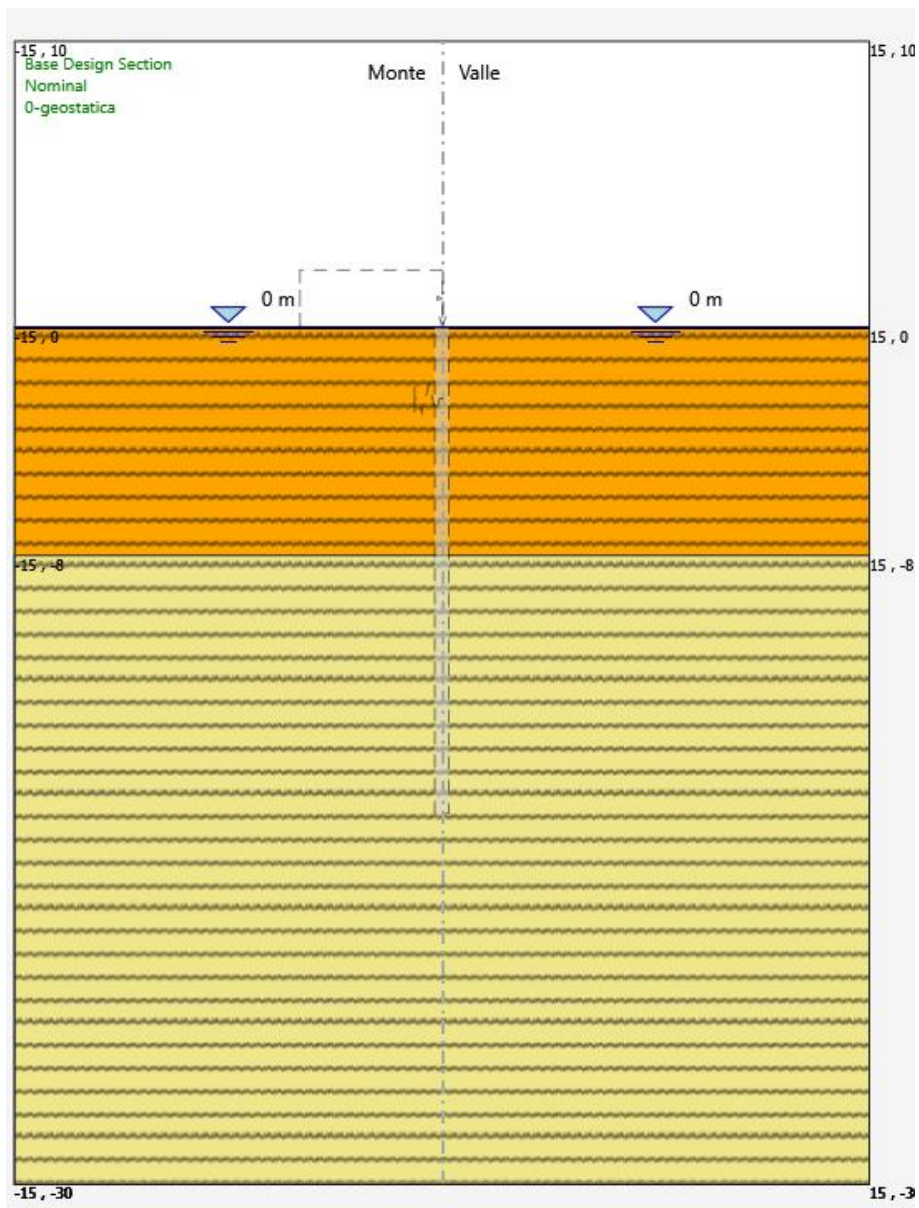 -15 , 10
15 , 10
Base Design Section
Nominal
0-geostatica
Monte
Valle
0 m
0 m
-15 , 0
15 , 0
-15 , -8
15 , -8
-15 , -30
15 , -3